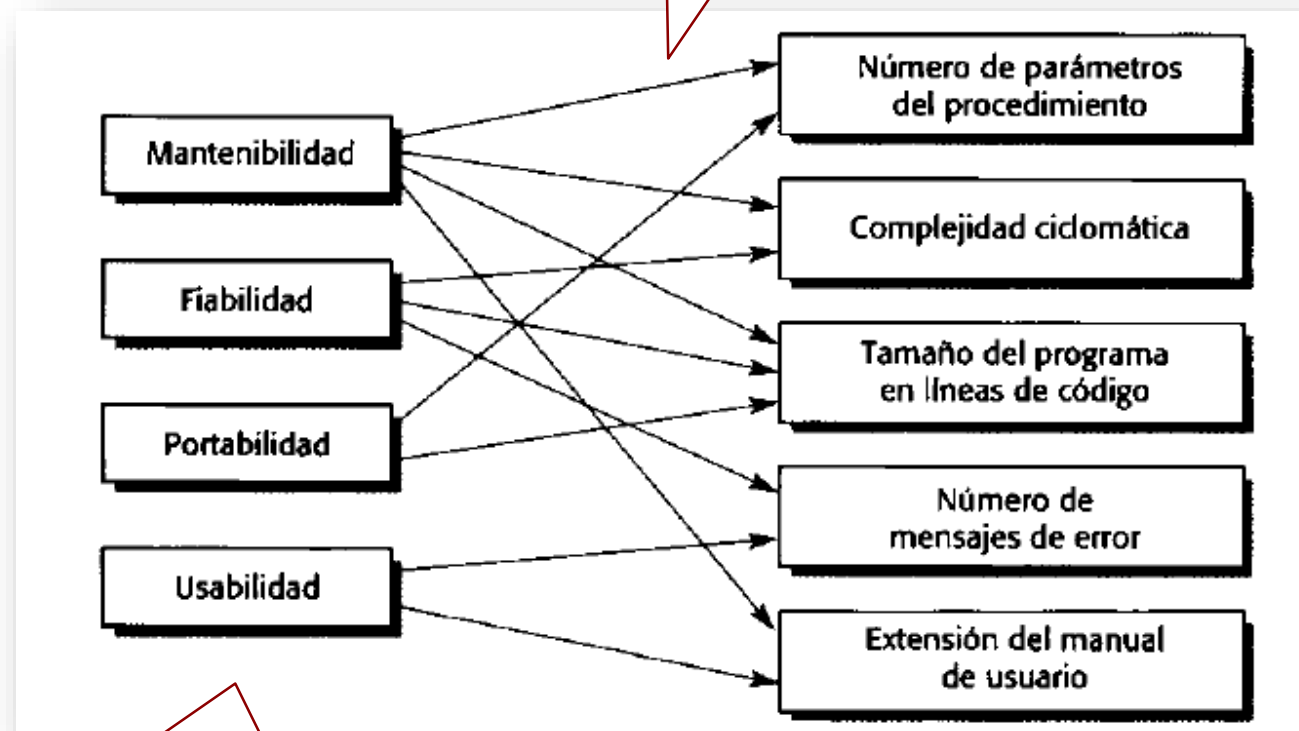 Mantenibilidad
Fiabilidad
Portabilidad
Usabilidad
Número de parámetros
del procedimiento
Complejidad ciclomática
Tamaño del programa
en líneas de código
Número de
mensajes de error
Extensión del manual
de usuario